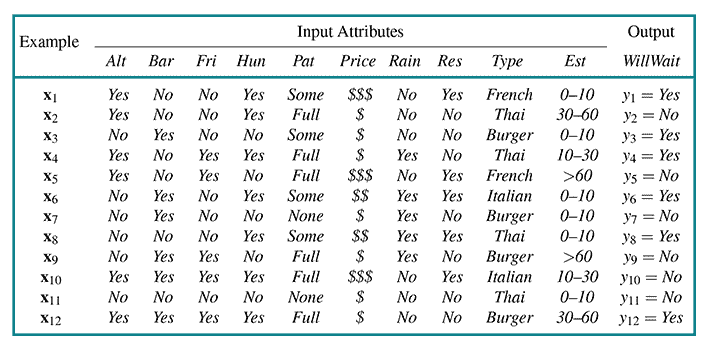 Example Input Attributes Output
Alt Bar Fri Hun Pat Price Rain Res Type Est WillWait
x1 Yes No No Yes Some $$$ No Yes French 0–10 y1 = Yes
x2 Yes No No Yes Full $ No No Thai 30–60 y2 = No
x3 No Yes No No Some $ No No Burger 0–10 y3 = Yes
x4 Yes No Yes Yes Full $ Yes No Thai 10–30 y4 = Yes
x5 Yes No Yes No Full $$$ No Yes French >60 y5 = No
x6 No Yes No Yes Some $$ Yes Yes Italian 0–10 y6 = Yes
x7 No Yes No No None $ Yes No Burger 0–10 y7 = No
x8 No No No Yes Some $$ Yes Yes Thai 0–10 y8 = Yes
x9 No Yes Yes No Full $ Yes No Burger >60 y9 = No
x10 Yes Yes Yes Yes Full $$$ No Yes Italian 10–30 y10 = No
x11 No No No No None $ No No Thai 0–10 y11 = No
x12 Yes Yes Yes Yes Full $ No No Burger 30–60 y12 = Yes